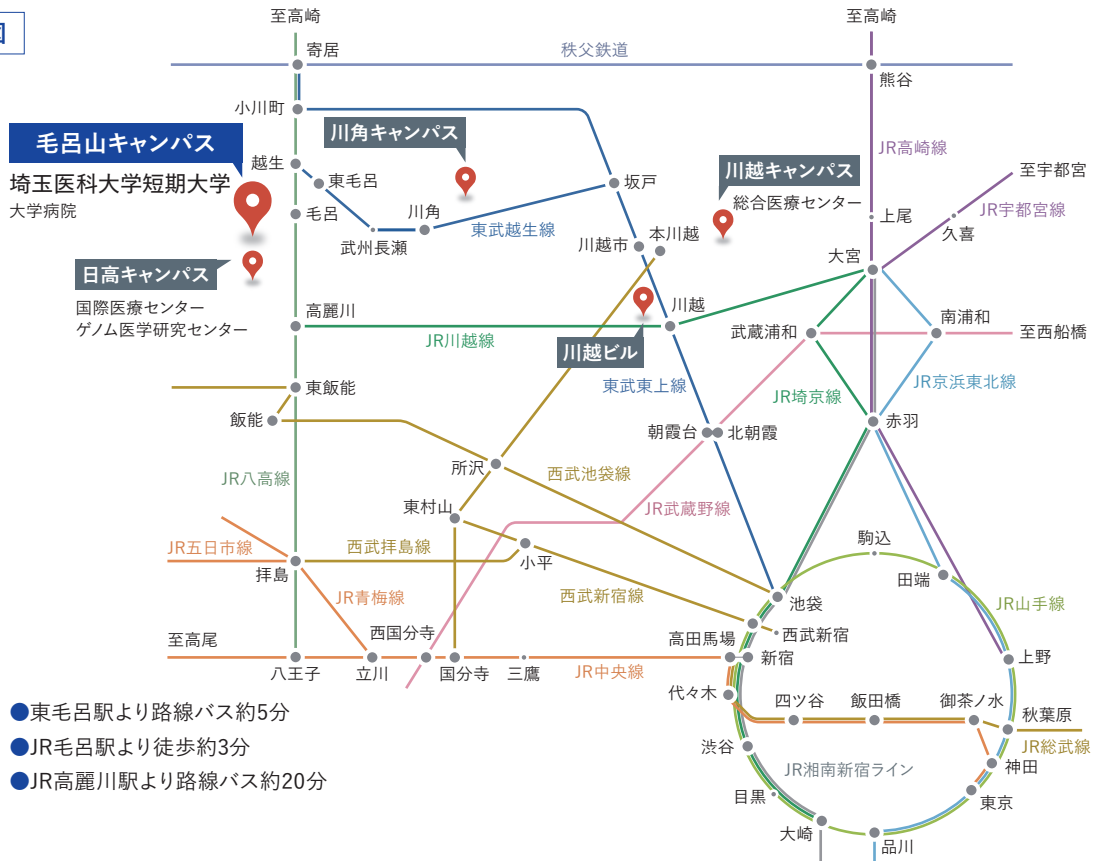 図
至高崎
至高崎
寄居
秩父鉄道
熊谷
小川町
川角キャンパス
JR高崎線
毛呂山キャンパス
越生
川越キャンパス
至宇都宮
埼玉医科大学短期大学
東毛呂
坂戸
総合医療センター
JR宇都宮線
大学病院
毛呂
川角
上尾
東武越生線
久喜
武州長瀬
川越市
本川越
大宮
日高キャンパス
国際医療センター
ゲノム医学研究センター
高麗川
川越
南浦和
武蔵浦和
至西船橋
JR川越線
川越ビル
東武東上線
JR京浜東北線
東飯能
JR埼京線
飯能
朝霞台
北朝霞
赤羽
所沢
西武池袋線
JR八高線
東村山
JR武蔵野線
駒込
JR五日市線
西武拝島線
小平
拝島
田端
JR青梅線
西武新宿線
池袋
JR山手線
西国分寺
西武新宿
至高尾
高田馬場
新宿
上野
八王子
立川
国分寺
三鷹
JR中央線
代々木
四ツ谷
飯田橋
御茶ノ水
秋葉原
●東毛呂駅より路線バス約5分
渋谷
JR総武線
●JR毛呂駅より徒歩約3分
JR湘南新宿ライン
神田
●JR高麗川駅より路線バス約20分
目黒
東京
大崎
品川